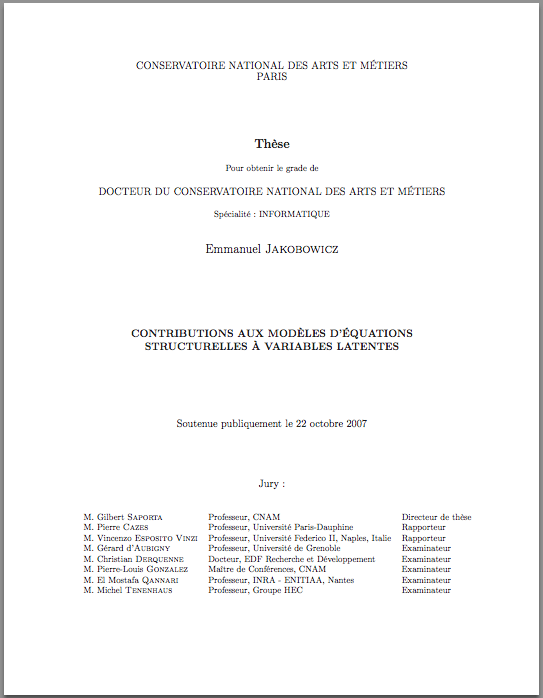 CONSERVATOIRE NATIONAL DES ARTS ET MÉTIERS
PARIS
Thèse
Pour obtenir le grade de
DOCTEUR DU CONSERVATOIRE NATIONAL DES ARTS ET MÉTIERS
Spécialité : INFORMATIQUE
Emmanuel JAKOBOWICZ
CONTRIBUTIONS AUX MODÈLES D'ÉQUATIONS
STRUCTURELLES À VARIABLES LATENTES
Soutenue publiquement le 22 octobre 2007
Jury :
M. Gilbert SAPORTA Professeur, CNAM Directeur de thèse
M. Pierre CAZES Professeur, Université Paris-Dauphine Rapporteur
M. Vincenzo ESPOSITO VINZI Professeur, Université Federico II, Naples, Italie Rapporteur
M. Gérard d'AUBIGNY Professeur, Université de Grenoble Examinateur
M. Christian DERQUENNE Docteur, EDF Recherche et Développement Examinateur
M. Pierre-Louis GONZALEZ Maître de Conférences, CNAM Examinateur
M. El Mostafa QANNARI Professeur, INRA - ENITIAA, Nantes Examinateur
M. Michel TENENHAUS Professeur, Groupe HEC Examinateur